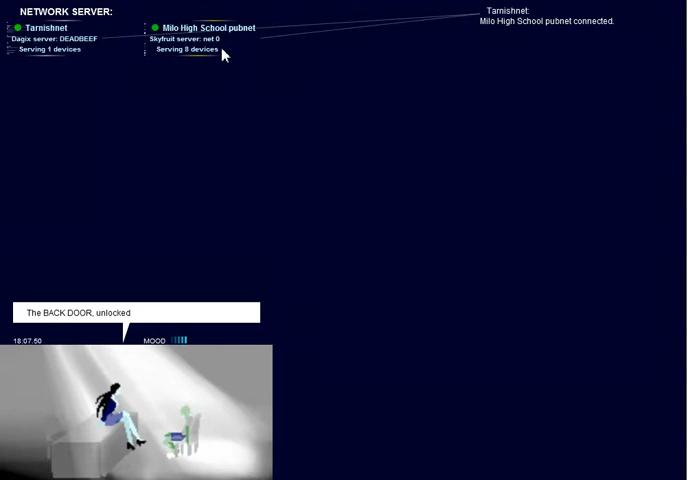 NETWORK SERVER:
Tarnishnet
Dagix server: DEADBEEF
Serving 1 devices
Milo High School pubnet
Skyfruit server: net 0
Serving 8 devices
Tarnishnet:
Milo High School pubnet connected.
The BACK DOOR, unlocked
18:07.50
MOOD